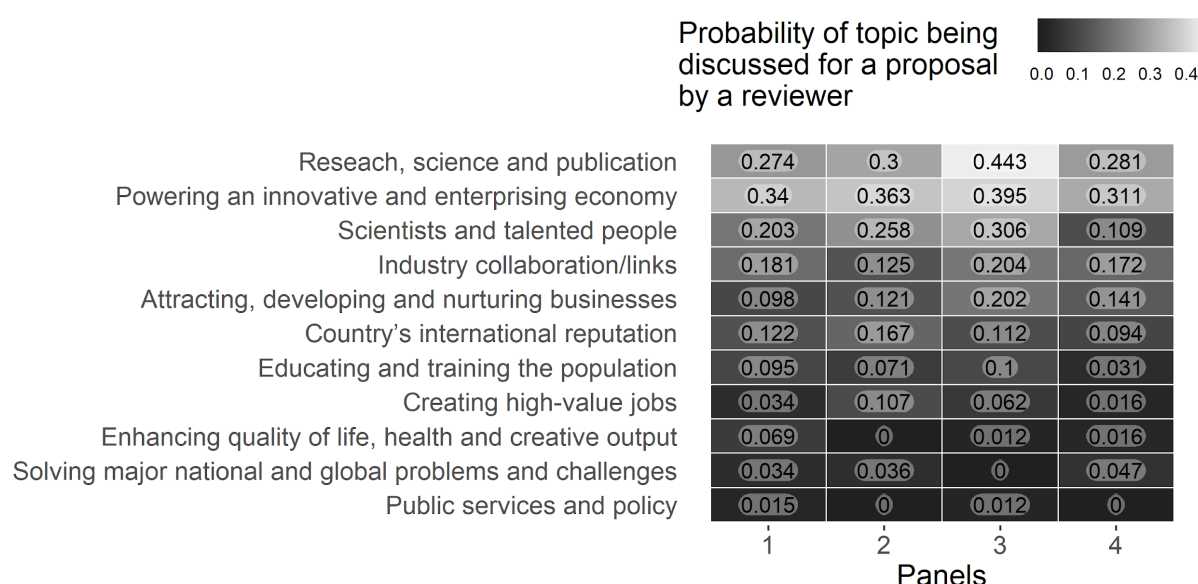 Probability of topic being
discussed for a proposal
by a reviewer
0.0 0.1 0.2 0.3 0.4
Reseach, science and publication 0.274 0.3 0.443 0.281
Powering an innovative and enterprising economy 0.34 0.363 0.395 0.311
Scientists and talented people 0.203 0.258 0.306 0.109
Industry collaboration/links 0.181 0.125 0.204 0.172
Attracting, developing and nurturing businesses 0.098 0.121 0.202 0.141
Country’s international reputation 0.122 0.167 0.112 0.094
Educating and training the population 0.095 0.071 0.1 0.031
Creating high-value jobs 0.034 0.107 0.062 0.016
Enhancing quality of life, health and creative output 0.069 0 0.012 0.016
Solving major national and global problems and challenges 0.034 0.036 0 0.047
Public services and policy 0.015 0 0.012 0
1 2 3 4
Panels